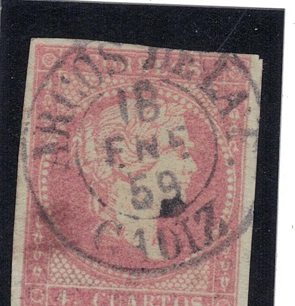 ARCOS DE LA F.
18
ENE
59
CADIZ
CUARTOS